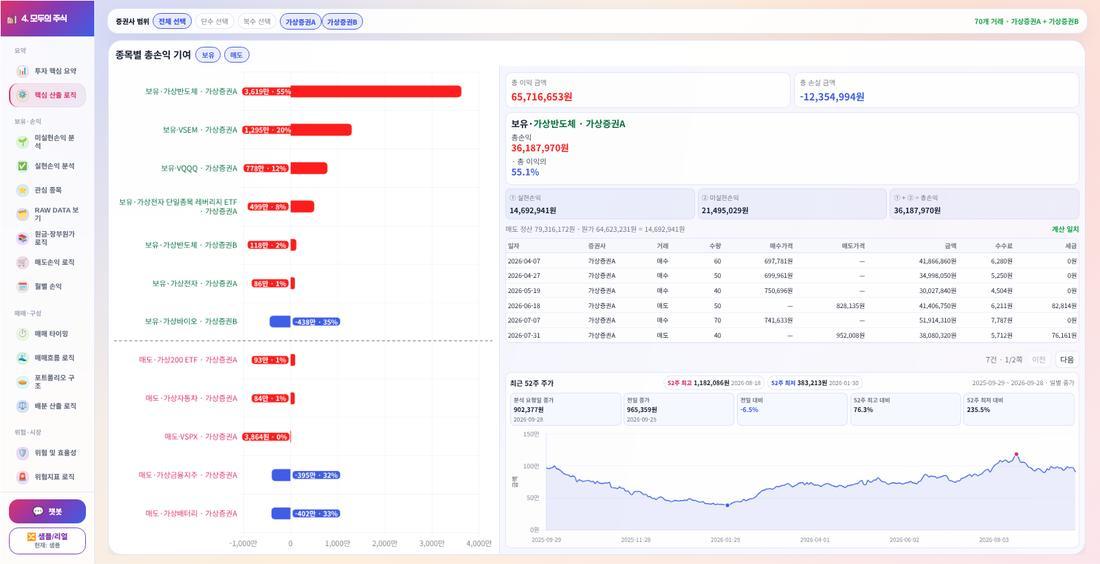 4. 모두의 주식
요약
투자 핵심 요약
핵심 산출 로직
보유·손익
미실현손익 분석
실현손익 분석
관심 종목
RAW DATA 보기
현금·장부원가 로직
매도손익 로직
월별 손익
매매·구성
매매 타이밍
매매흐름 로직
포트폴리오 구조
배분 산출 로직
위험·시장
위험 및 효율성
위험지표 로직
챗봇
샘플/리얼
현재: 샘플
증권사 범위 전체 선택 단수 선택 복수 선택 가상증권A 가상증권B
70개 거래 · 가상증권A + 가상증권B
종목별 총손익 기여 보유 매도
보유·가상반도체 · 가상증권A 3,619만 · 55%
보유·VSEM · 가상증권A 1,295만 · 20%
보유·VQQQ · 가상증권A 778만 · 12%
보유·가상전자 단일종목 레버리지 ETF · 가상증권A 499만 · 8%
보유·가상반도체 · 가상증권B 118만 · 2%
보유·가상전자 · 가상증권A 86만 · 1%
보유·가상바이오 · 가상증권B -438만 · 35%
매도·가상200 ETF · 가상증권A 93만 · 1%
매도·가상자동차 · 가상증권A 84만 · 1%
매도·VSPX · 가상증권A 3,864원 · 0%
매도·가상금융지주 · 가상증권A -395만 · 32%
매도·가상배터리 · 가상증권A -402만 · 33%
-1,000만 0 1,000만 2,000만 3,000만 4,000만
총 이익 금액
65,716,653원
총 손실 금액
-12,354,994원
보유·가상반도체 · 가상증권A
총손익
36,187,970원
· 총 이익의
55.1%
① 실현손익
14,692,941원
② 미실현손익
21,495,029원
① + ② = 총손익
36,187,970원
매도 정산 79,316,172원 - 원가 64,623,231원 = 14,692,941원
계산 일치
일자 증권사 거래 수량 매수가격 매도가격 금액 수수료 세금
2026-04-07 가상증권A 매수 60 697,781원 — 41,866,860원 6,280원 0원
2026-04-27 가상증권A 매수 50 699,961원 — 34,998,050원 5,250원 0원
2026-05-19 가상증권A 매수 40 750,696원 — 30,027,840원 4,504원 0원
2026-06-18 가상증권A 매도 50 — 828,135원 41,406,750원 6,211원 82,814원
2026-07-07 가상증권A 매수 70 741,633원 — 51,914,310원 7,787원 0원
2026-07-31 가상증권A 매도 40 — 952,008원 38,080,320원 5,712원 76,161원
7건 · 1/2쪽 이전 다음
최근 52주 주가
52주 최고 1,182,086원 2026-08-18
52주 최저 383,213원 2026-01-30
2025-09-29 - 2026-09-28 · 일별 종가
분석 요청일 종가
902,377원
2026-09-28
전일 종가
965,359원
2026-09-25
전일 대비
-6.5%
52주 최고 대비
76.3%
52주 최저 대비
235.5%
150만
100만
50만
0원
금액
2025-09-29 2025-11-28 2026-01-29 2026-04-01 2026-06-02 2026-08-03